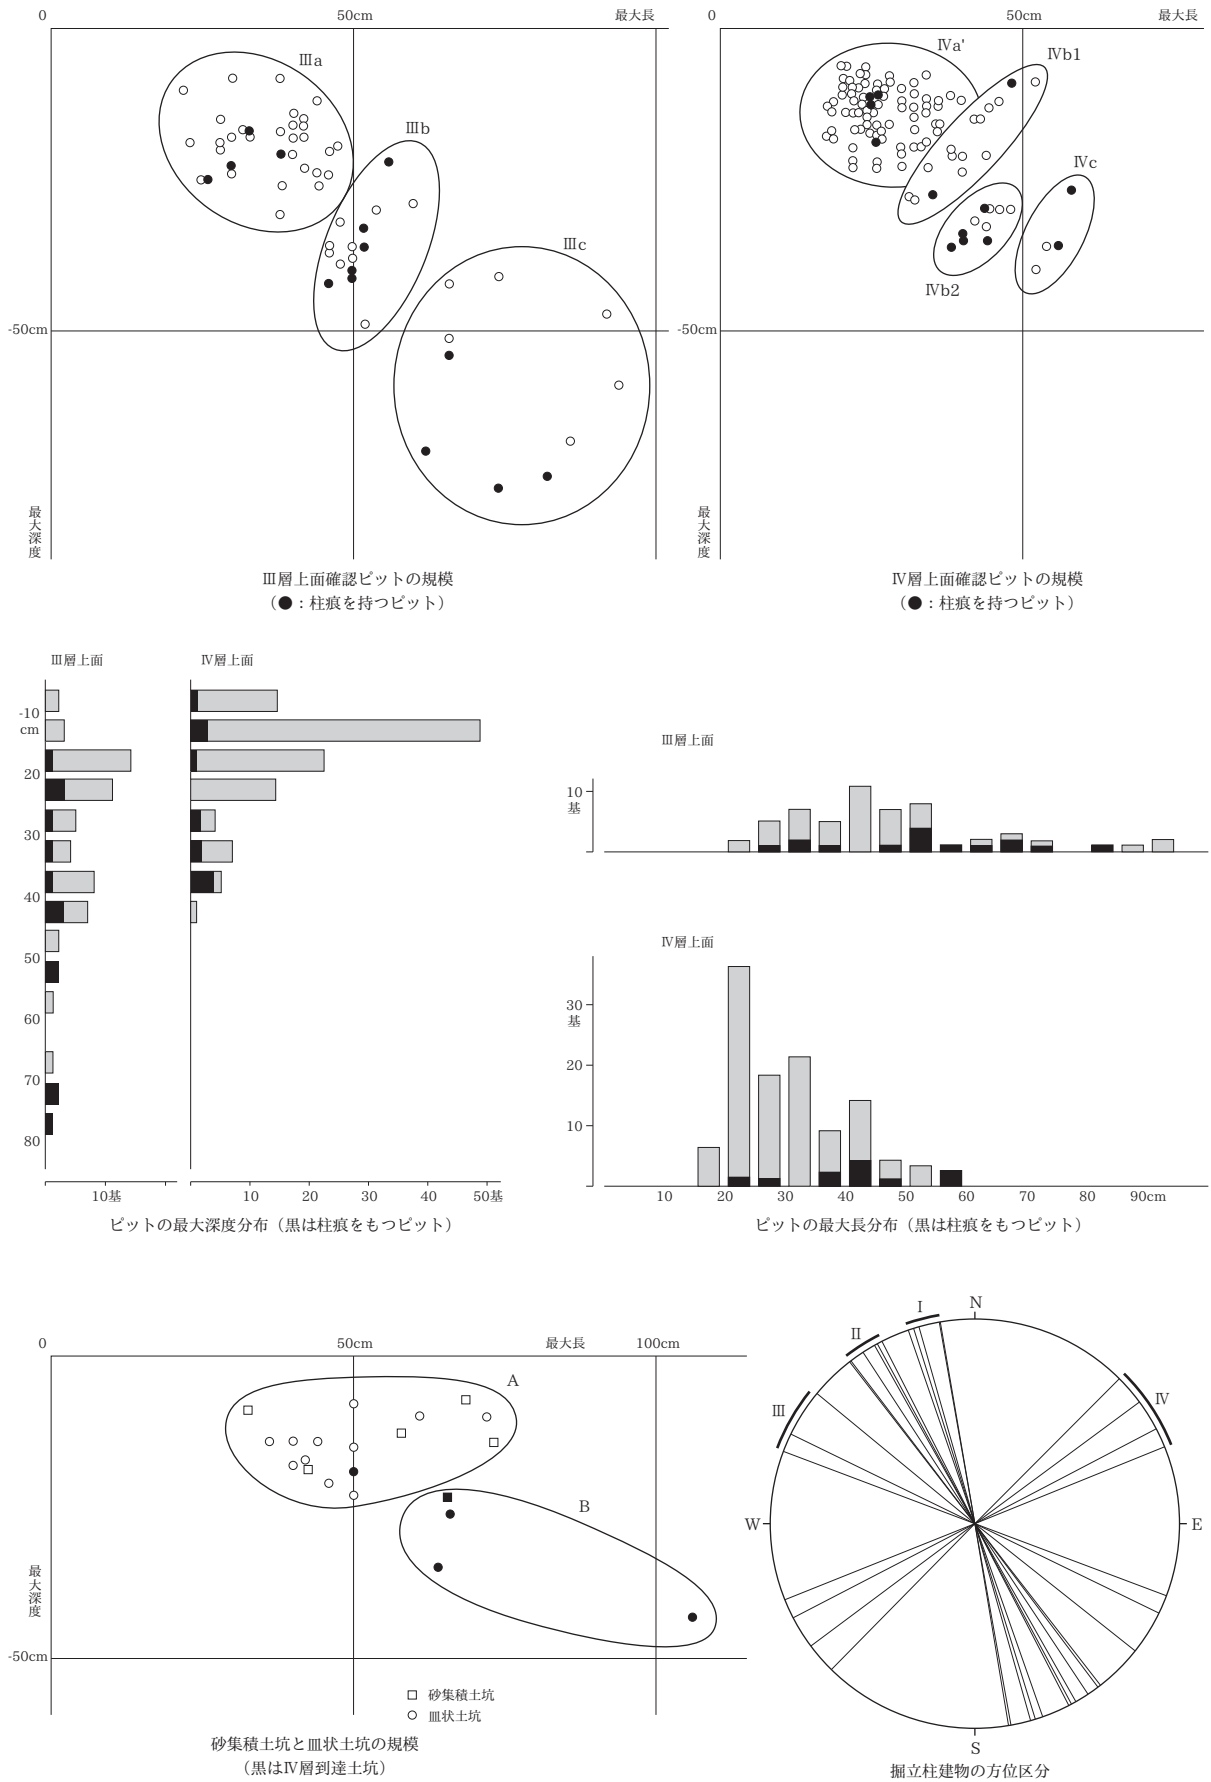 0
50cm
最大長
Ⅲa
Ⅲb
Ⅲc
-50cm
最大深度
Ⅲ層上面確認ピットの規模
（●：柱痕を持つピット）
0
50cm
最大長
Ⅳa'
Ⅳb1
Ⅳc
Ⅳb2
-50cm
最大深度
Ⅳ層上面確認ピットの規模
（●：柱痕を持つピット）
Ⅲ層上面
Ⅳ層上面
-10
cm
20
30
40
50
60
70
80
10基
10
20
30
40
50基
ピットの最大深度分布（黒は柱痕をもつピット）
Ⅲ層上面
10
基
Ⅳ層上面
30
基
20
10
10
20
30
40
50
60
70
80
90cm
ピットの最大長分布（黒は柱痕をもつピット）
0
50cm
最大長
100cm
A
B
最大深度
-50cm
□ 砂集積土坑
○ 皿状土坑
砂集積土坑と皿状土坑の規模
（黒はⅣ層到達土坑）
N
Ⅰ
Ⅱ
Ⅲ
Ⅳ
W
E
S
掘立柱建物の方位区分